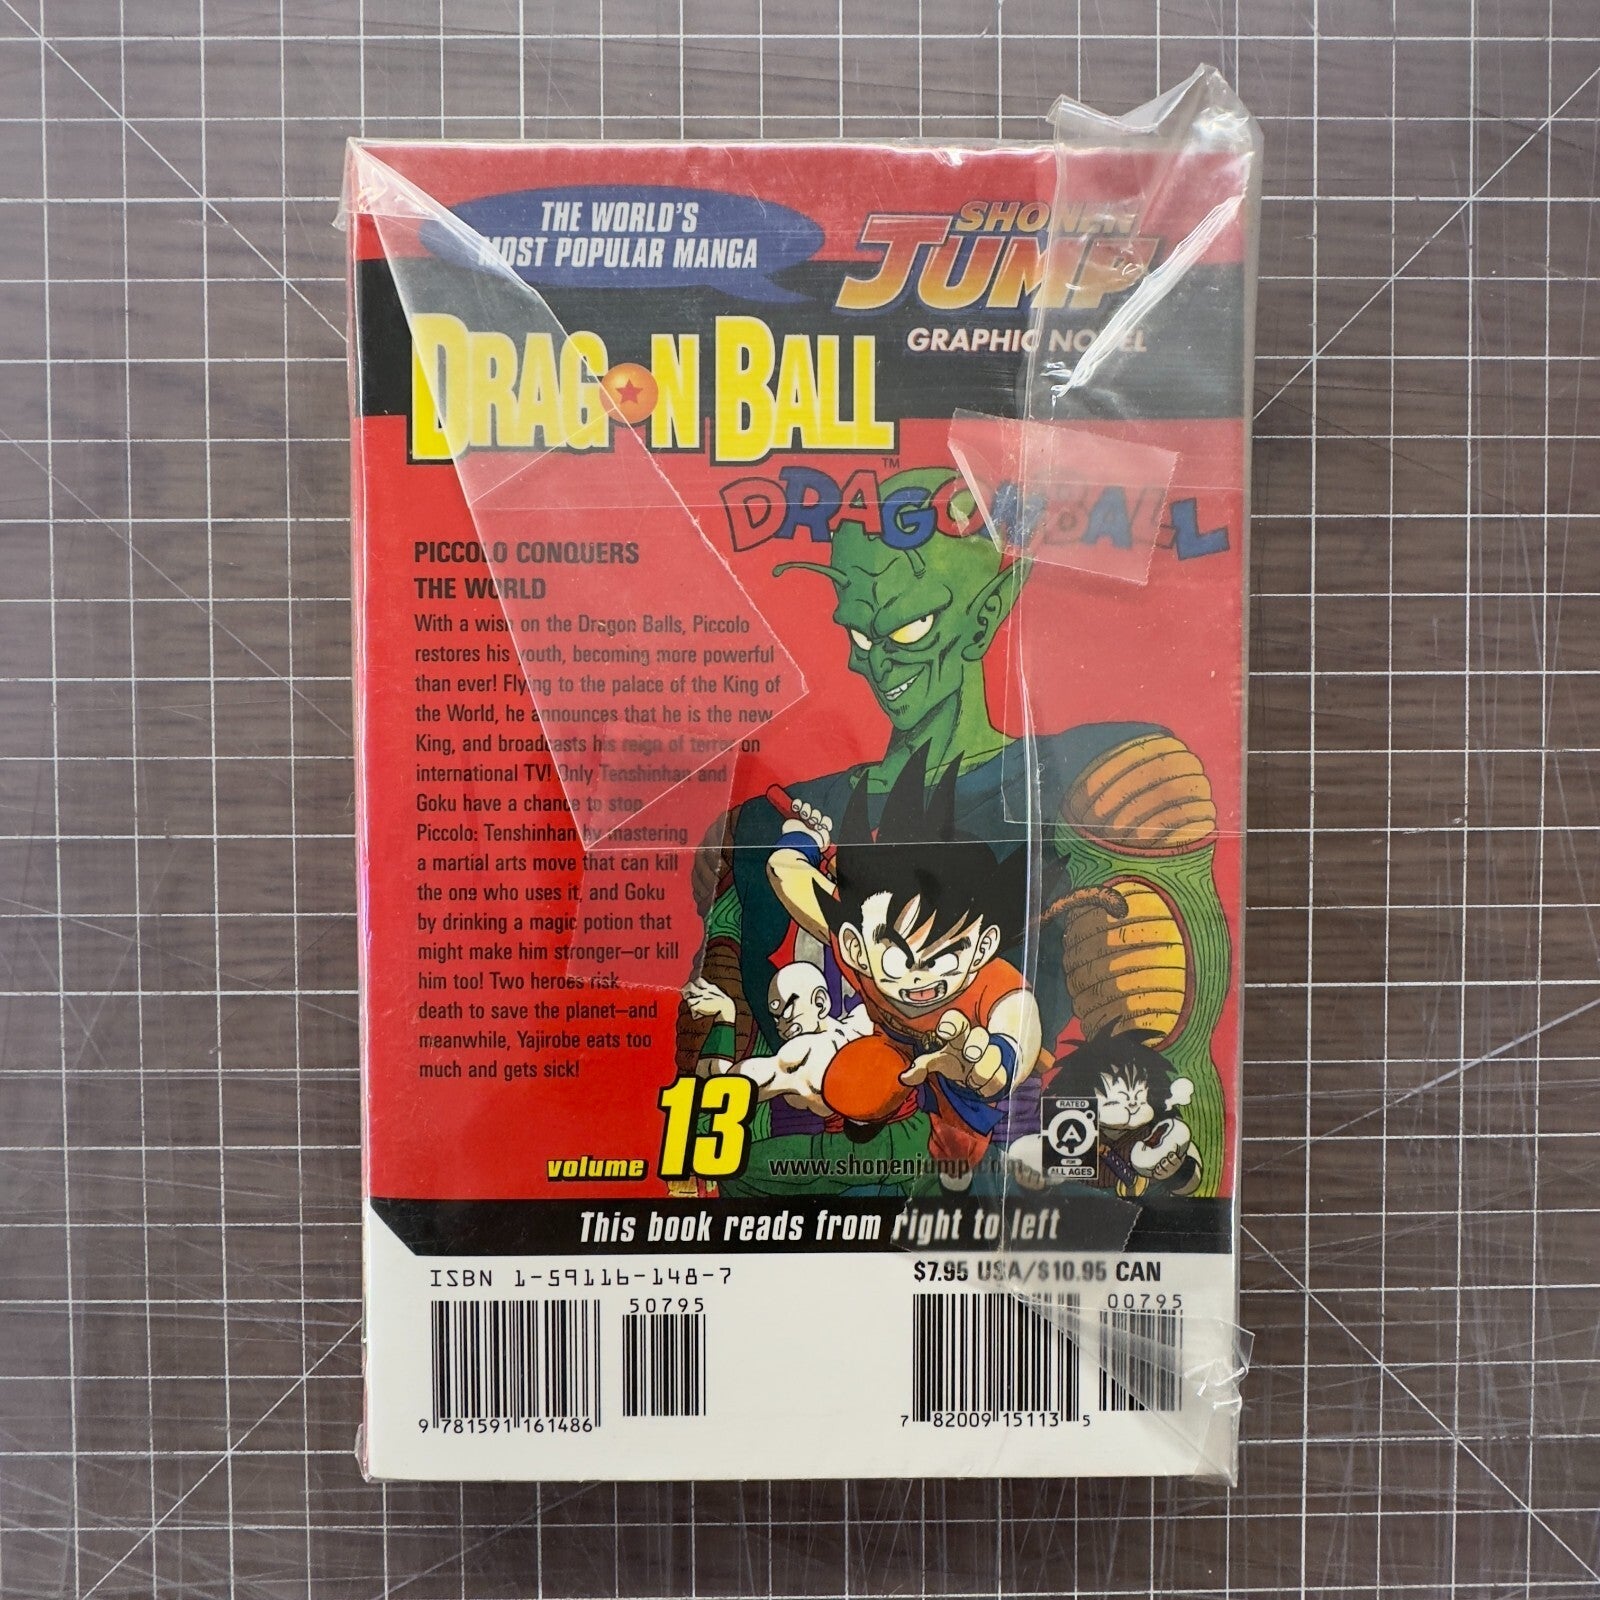 THE WORLD'S
MOST POPULAR MANGA
SHONEN
JUMP
GRAPHIC NOVEL
DRAGON BALL
TM
DRAGONBALL
PICCOLO CONQUERS
THE WORLD
With a wish on the Dragon Balls, Piccolo
restores his youth, becoming more powerful
than ever! Flying to the palace of the King of
the World, he announces that he is the new
King, and broadcasts his reign of terror on
international TV! Only Tenshinhan and
Goku have a chance to stop
Piccolo: Tenshinhan by mastering
a martial arts move that can kill
the one who uses it, and Goku
by drinking a magic potion that
might make him stronger—or kill
him too! Two heroes risk
death to save the planet—and
meanwhile, Yajirobe eats too
much and gets sick!
volume 13
www.shonenjump.com
RATED
A
FOR
ALL AGES
This book reads from right to left
ISBN 1-59116-148-7
$7.95 USA/$10.95 CAN
50795
00795
9 781591 161486
7 82009 15113 5